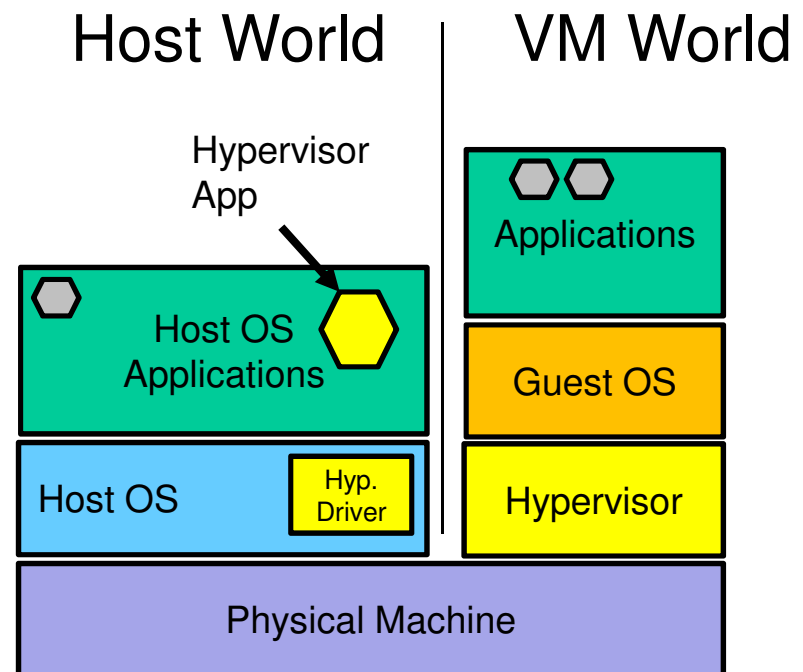 Host World
VM World
Hypervisor
App
Applications
Host OS
Applications
Guest OS
Host OS
Hyp.
Driver
Hypervisor
Physical Machine